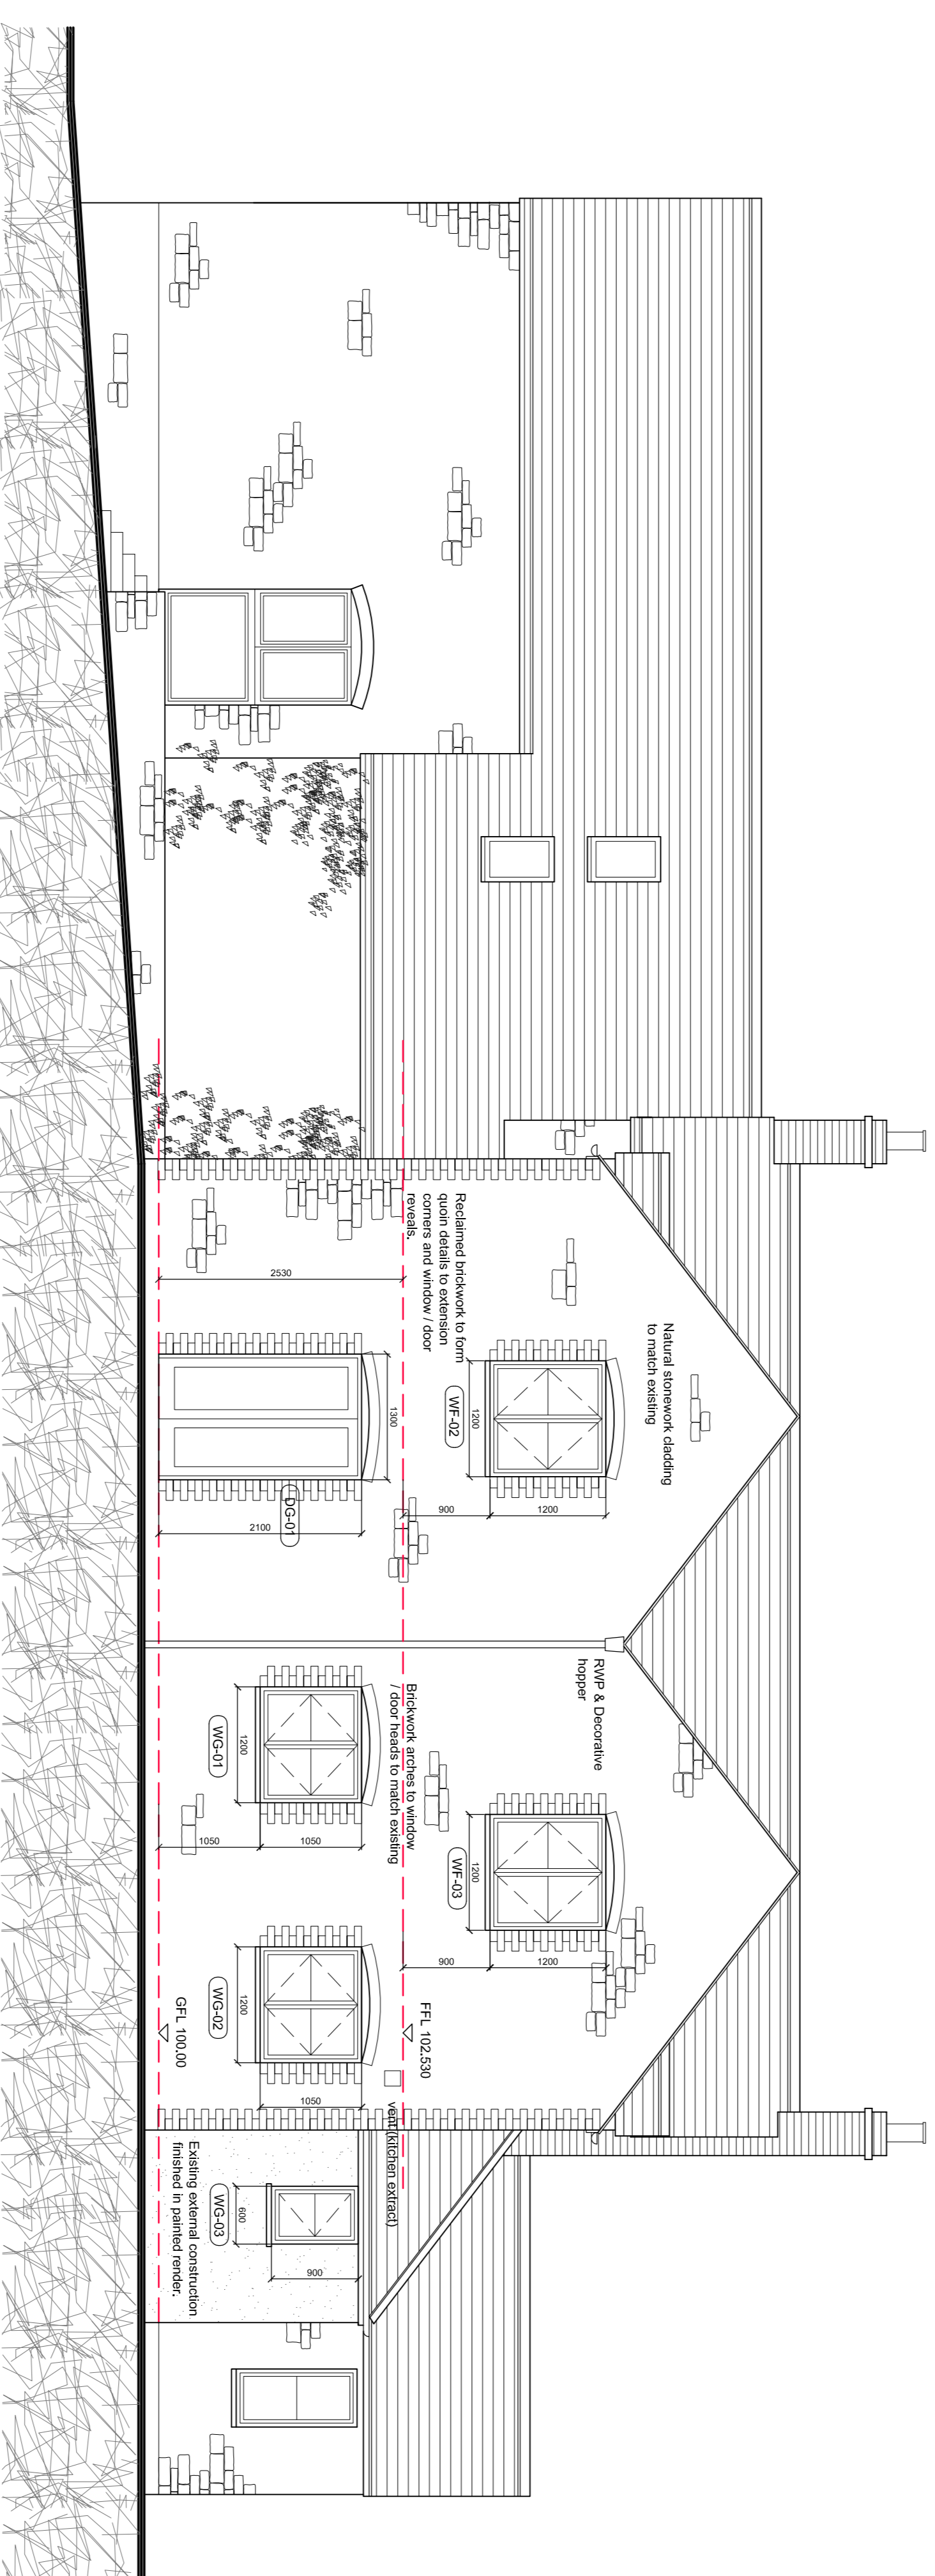 Natural stonework cladding
to match existing
Reclaimed brickwork to form
quoin details to extension
corners and window / door
reveals.
1200
WF-02
900
1200
2530
1300
DG-01
2100
RWP & Decorative
hopper
Brickwork arches to window
/ door heads to match existing
1200
WF-03
900
1200
1200
WG-01
1050
1050
FFL 102.530
1200
WG-02
GFL 100.00
1050
vent (kitchen extract)
600
WG-03
900
Existing external construction
finished in painted render.